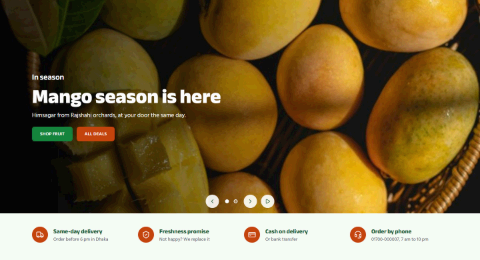 In season
Mango season is here
Himsagar from Rajshahi orchards, at your door the same day.
SHOP FRUIT
ALL DEALS
Same-day delivery
Order before 6 pm in Dhaka
Freshness promise
Not happy? We replace it
Cash on delivery
Or bank transfer
Order by phone
01700-000007, 7 am to 10 pm